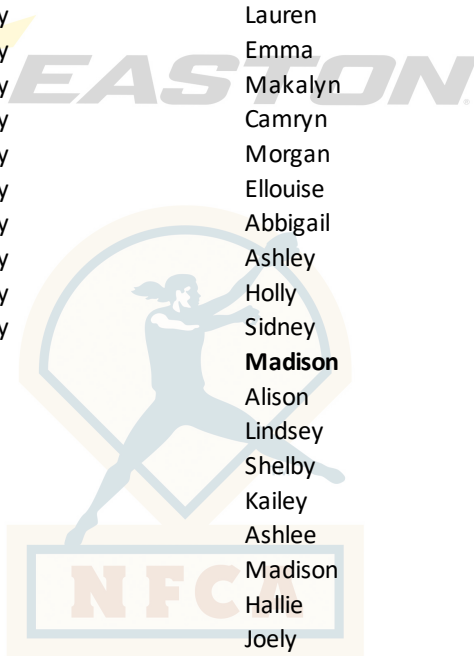 y Lauren
y Emma
EASTON
y Makalyn
y Camryn
y Morgan
y Ellouise
y Abbigail
y Ashley
y Holly
y Sidney
Madison
Alison
Lindsey
Shelby
Kailey
Ashlee
Madison
NFCA
Hallie
Joely